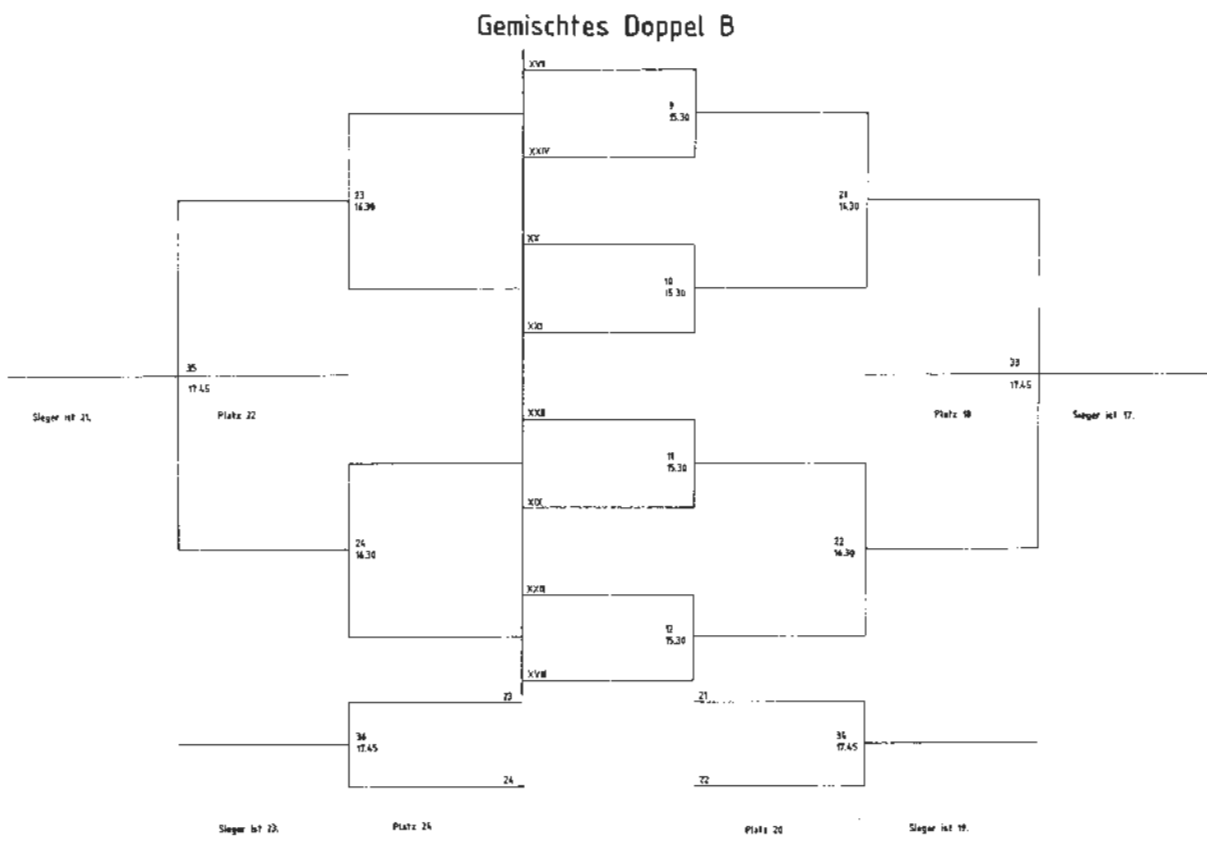 Gemischtes Doppel B
XVII
9
15.30
XXIV
23
16.30
21
16.30
XX
10
15.30
XXI
35
17.45
33
17.45
Sieger ist 21.
Platz 22
Platz 18
Sieger ist 17.
XXII
11
15.30
XIX
24
16.30
22
16.30
XXIII
12
15.30
XVIII
23
21
36
17.45
34
17.45
24
22
Sieger ist 23.
Platz 24
Platz 20
Sieger ist 19.